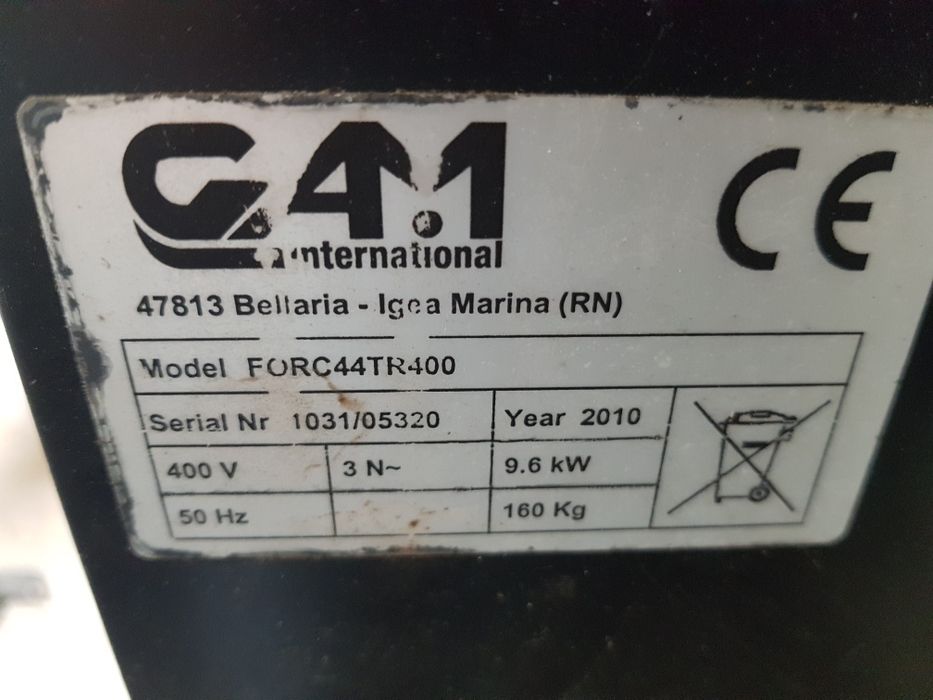 G.A.M
international
CE
47813 Bellaria - Igea Marina (RN)
Model FORC44TR400
Serial Nr 1031/05320 Year 2010
400 V 3 N~ 9.6 kW
50 Hz 160 Kg